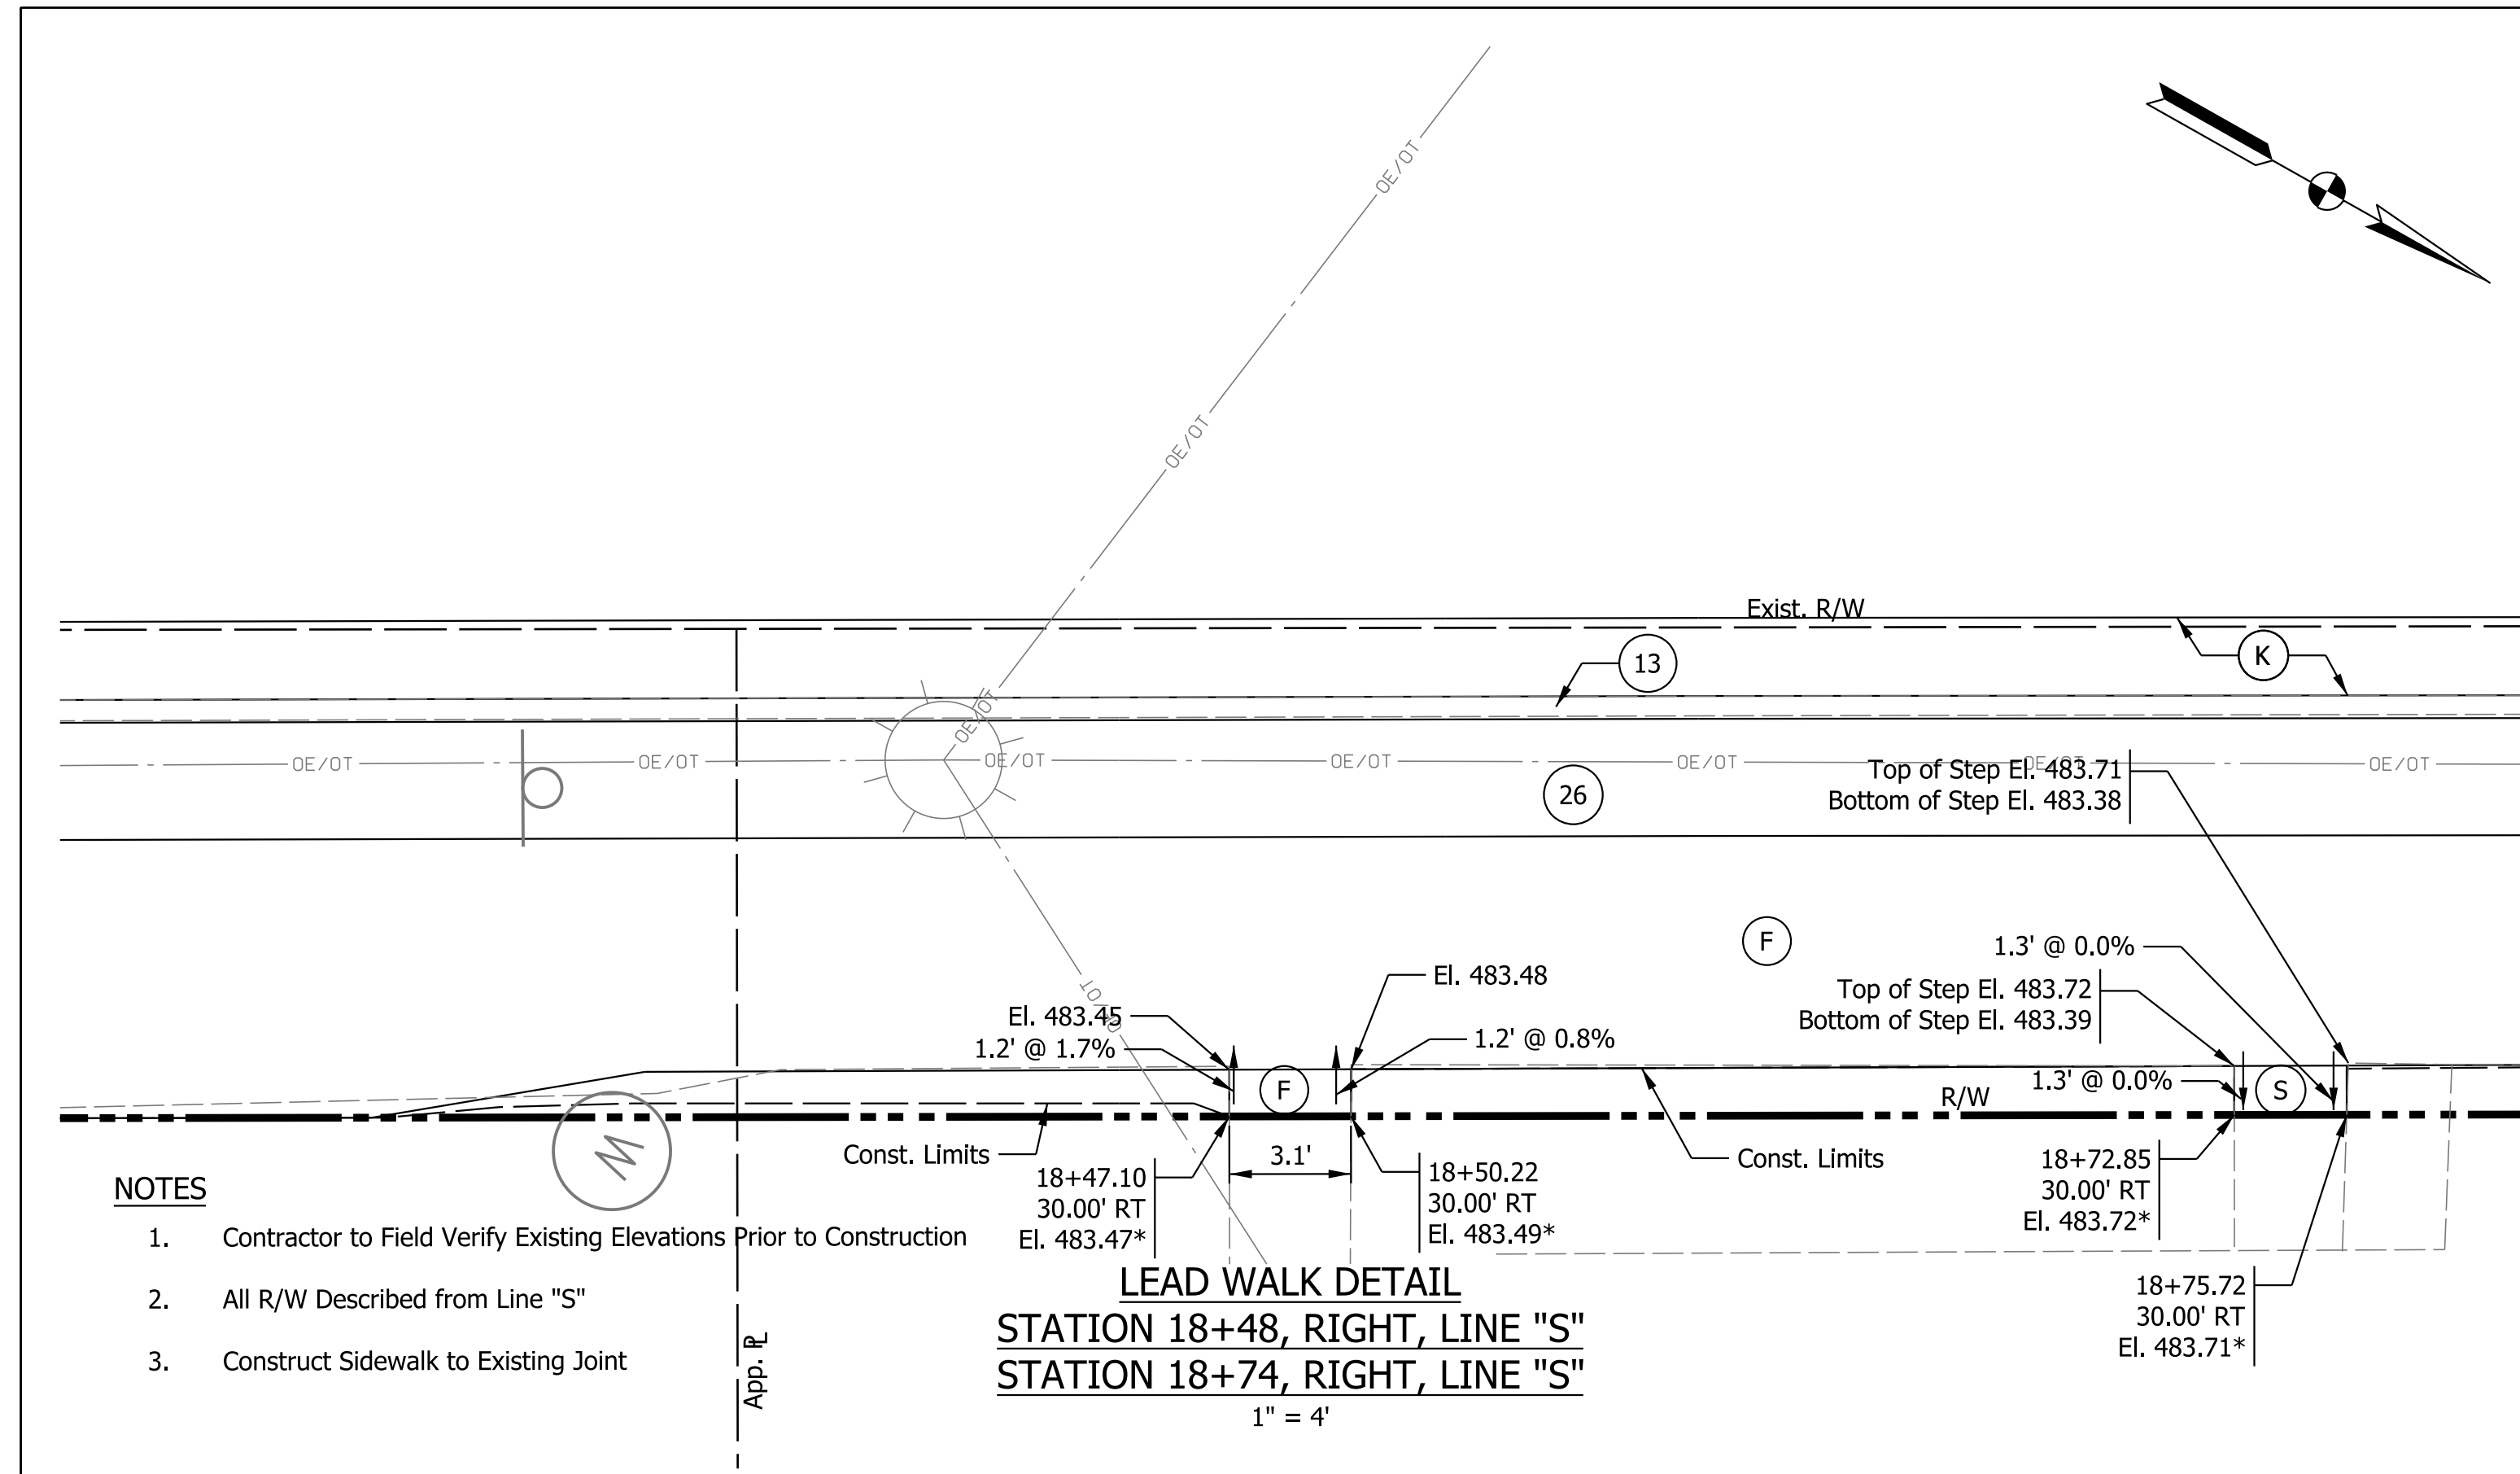 OE/OT
OE/OT
Exist. R/W
13
K
OE/OT
OE/OT
OE/OT
OE/OT
OE/OT
OE/OT
OE/OT
OE/OT
Top of Step El. 483.71
Bottom of Step El. 483.38
26
F
1.3' @ 0.0%
El. 483.48
Top of Step El. 483.72
Bottom of Step El. 483.39
El. 483.45
1.2' @ 1.7%
1.2' @ 0.8%
F
1.3' @ 0.0%
S
R/W
W
Const. Limits
3.1'
Const. Limits
18+47.10
30.00' RT
El. 483.47*
18+50.22
30.00' RT
El. 483.49*
18+72.85
30.00' RT
El. 483.72*
18+75.72
30.00' RT
El. 483.71*
NOTES
1. Contractor to Field Verify Existing Elevations Prior to Construction
2. All R/W Described from Line "S"
3. Construct Sidewalk to Existing Joint
App. PL
LEAD WALK DETAIL
STATION 18+48, RIGHT, LINE "S"
STATION 18+74, RIGHT, LINE "S"
1" = 4'